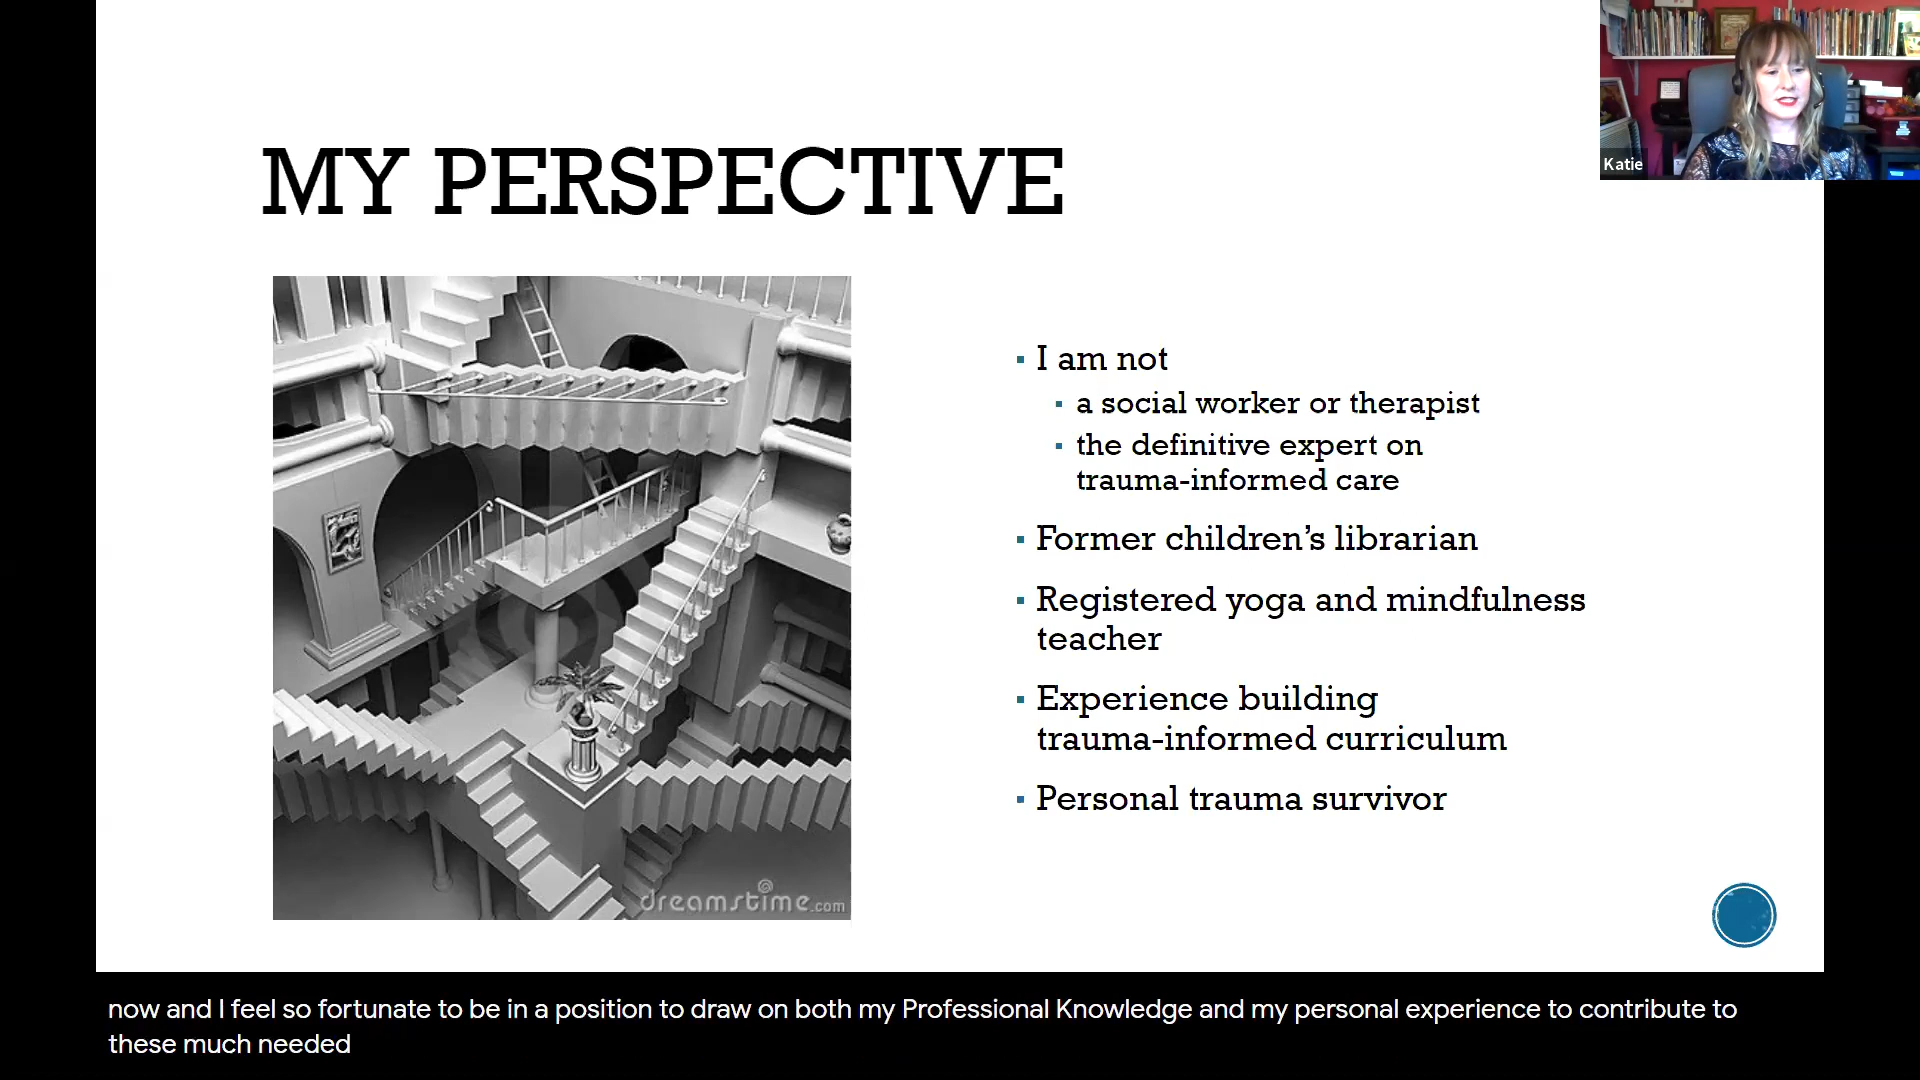 MY PERSPECTIVE
Katie
I am not
a social worker or therapist
the definitive expert on
trauma-informed care
Former children’s librarian
Registered yoga and mindfulness
teacher
Experience building
trauma-informed curriculum
Personal trauma survivor
dreamstime.com
now and I feel so fortunate to be in a position to draw on both my Professional Knowledge and my personal experience to contribute to
these much needed